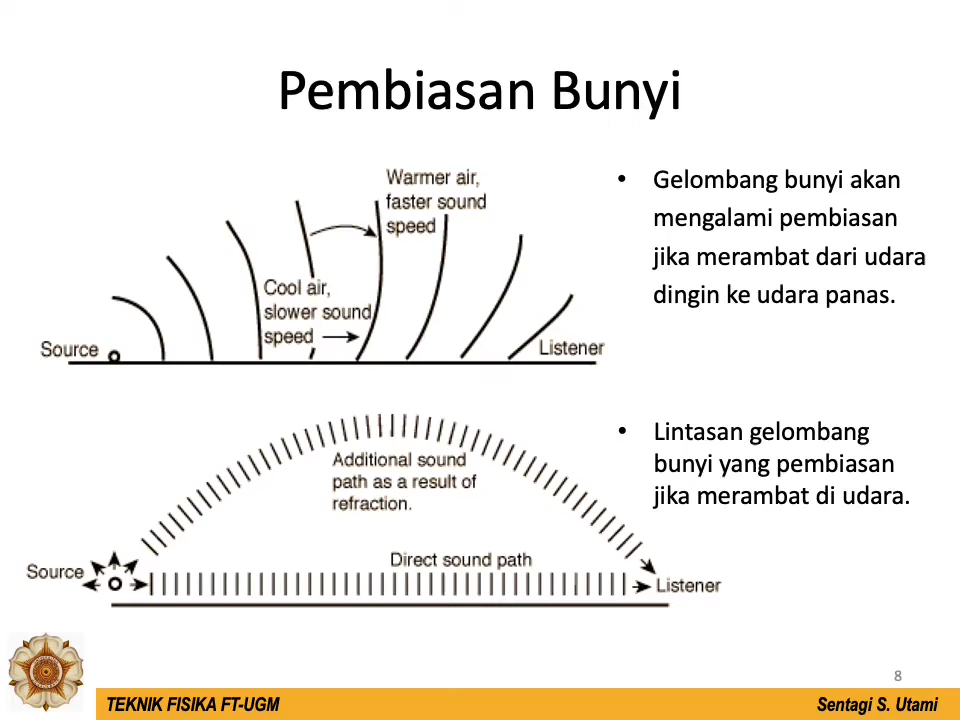 Pembiasan Bunyi
Warmer air,
faster sound
speed
Cool air,
slower sound
speed
Source
Listener
• Gelombang bunyi akan
mengalami pembiasan
jika merambat dari udara
dingin ke udara panas.
Additional sound
path as a result of
refraction.
Direct sound path
Source
Listener
• Lintasan gelombang
bunyi yang pembiasan
jika merambat di udara.
8
TEKNIK FISIKA FT-UGM
Sentagi S. Utami